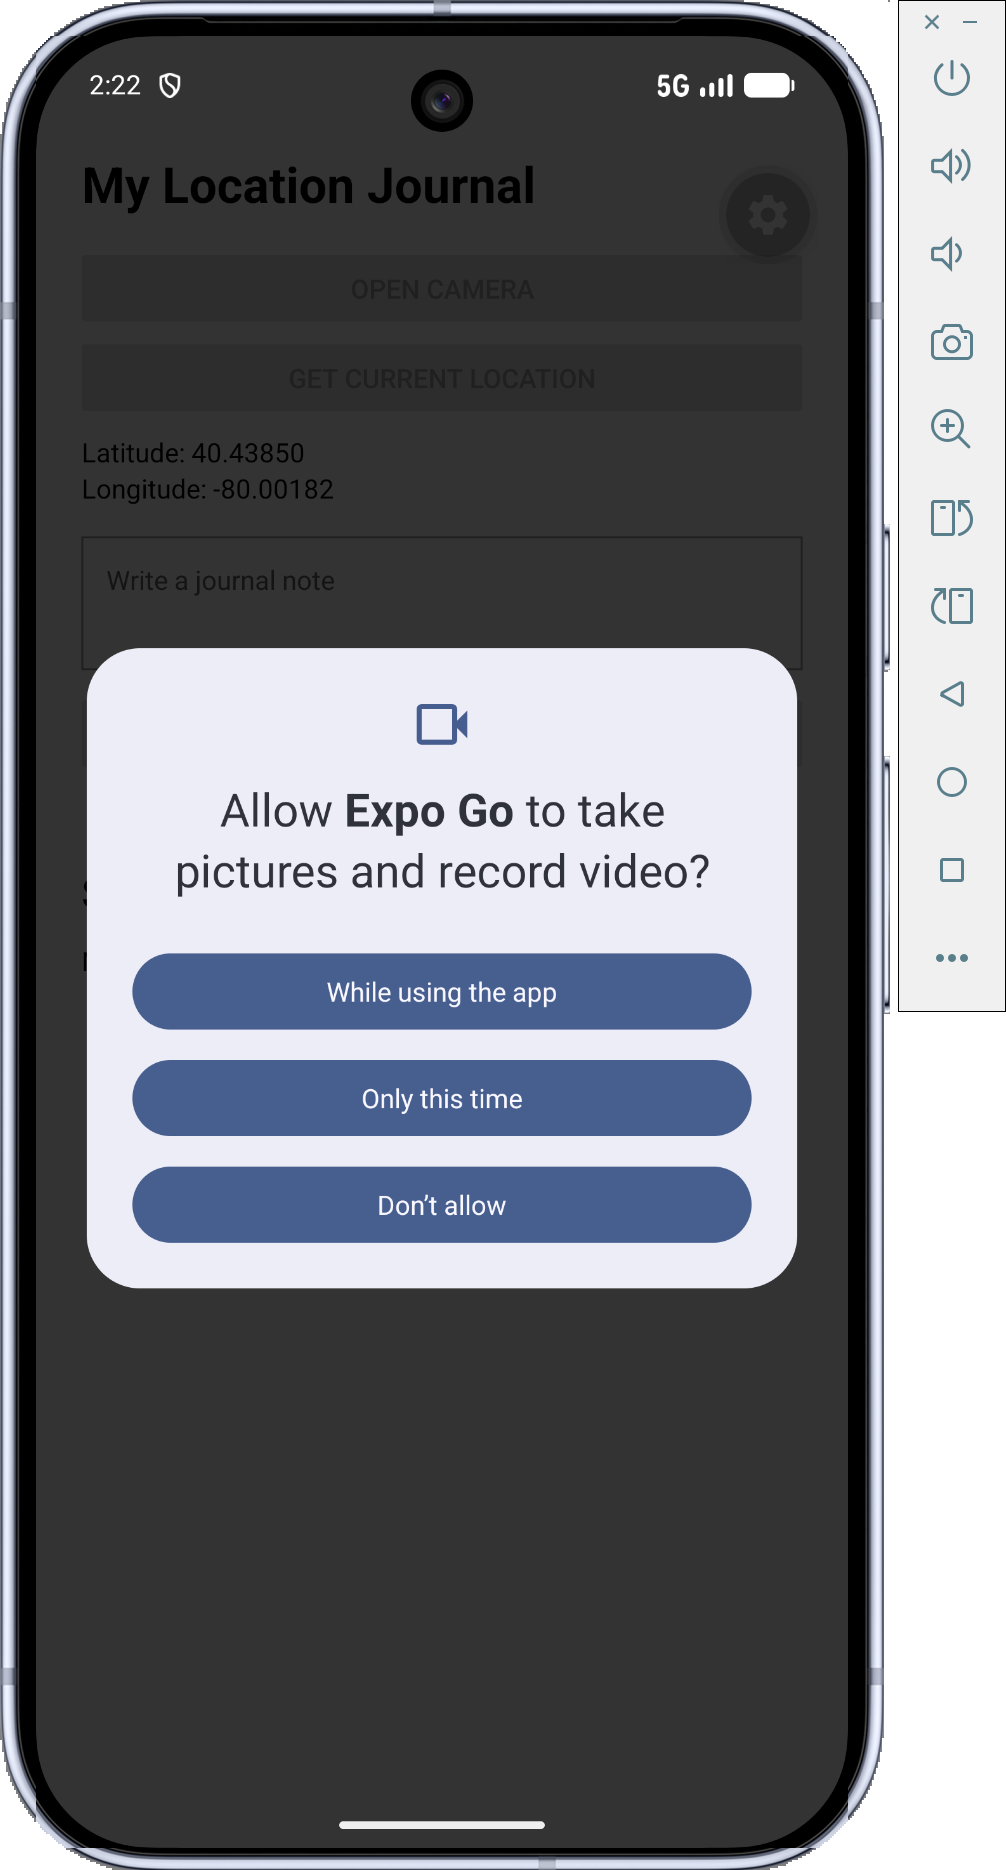 2:22
5G
My Location Journal
OPEN CAMERA
GET CURRENT LOCATION
Latitude: 40.43850
Longitude: -80.00182
Write a journal note
Allow Expo Go to take
pictures and record video?
While using the app
Only this time
Don’t allow